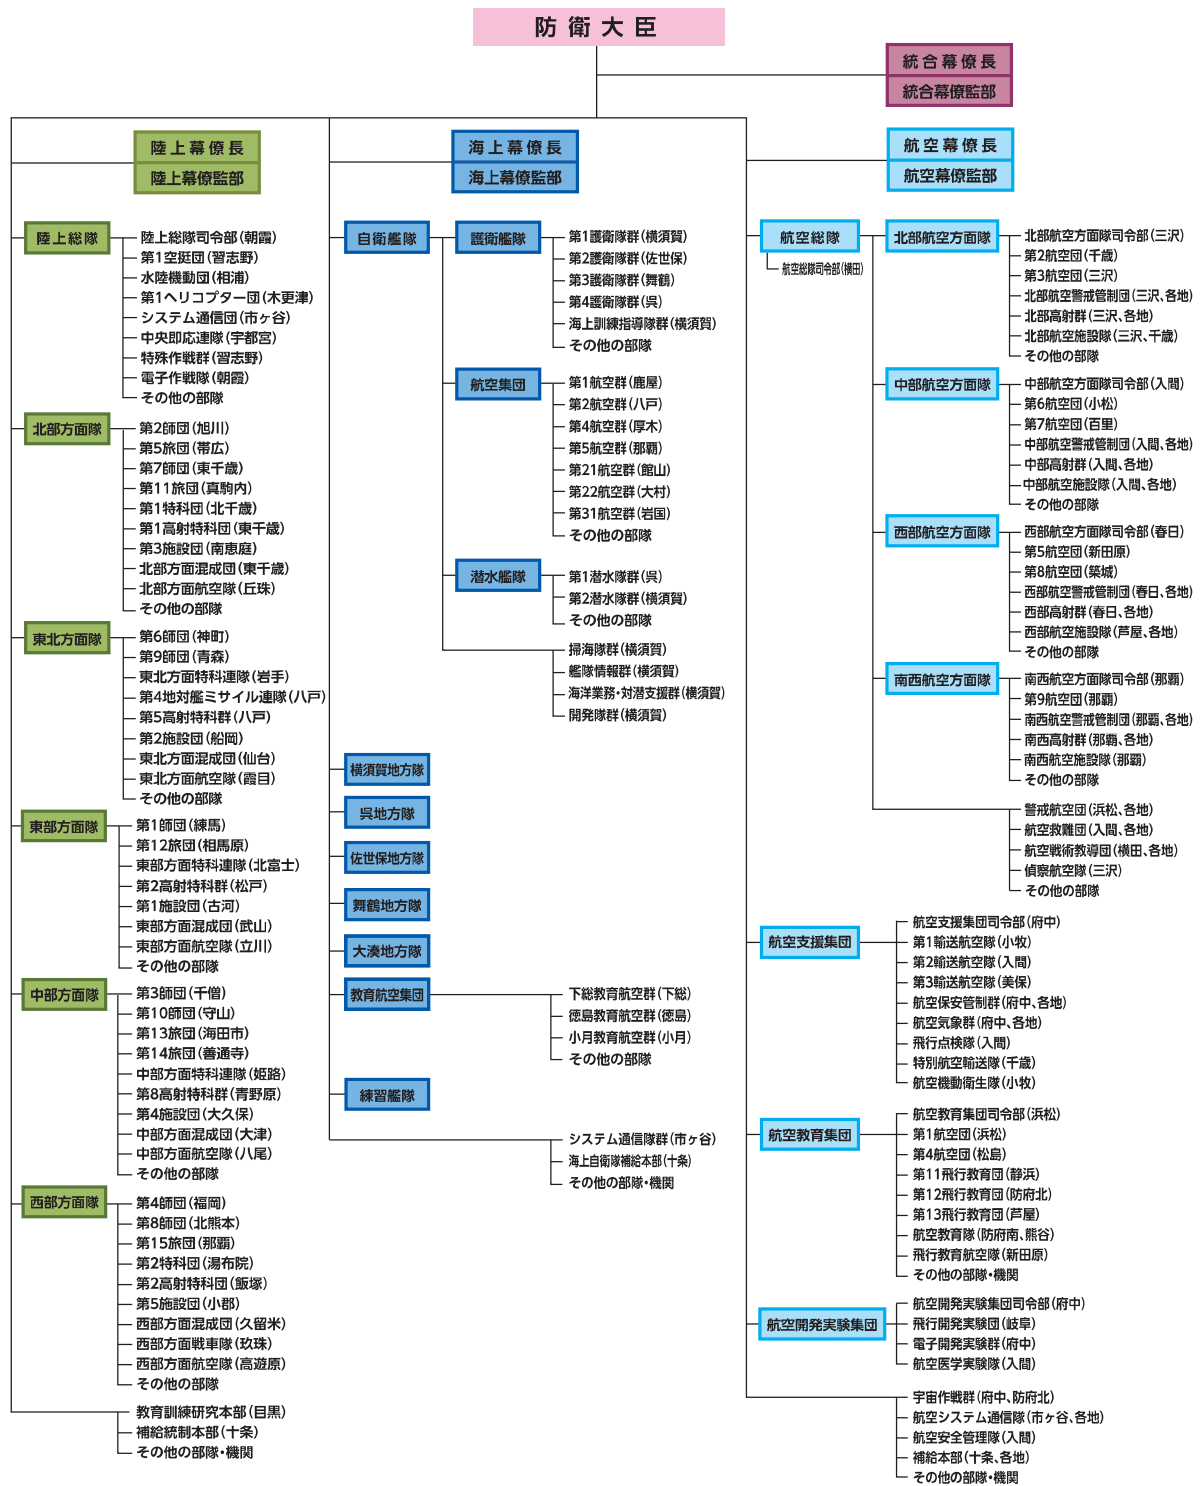 防衛大臣
統合幕僚長
統合幕僚監部
陸上幕僚長
陸上幕僚監部
陸上総隊
陸上総隊司令部（朝霞）
第1空挺団（習志野）
水陸機動団（相浦）
第1ヘリコプター団（木更津）
システム通信団（市ヶ谷）
中央即応連隊（宇都宮）
特殊作戦群（習志野）
電子作戦隊（朝霞）
その他の部隊
北部方面隊
第2師団（旭川）
第5旅団（帯広）
第7師団（東千歳）
第11旅団（真駒内）
第1特科団（北千歳）
第1高射特科団（東千歳）
第3施設団（南恵庭）
北部方面混成団（東千歳）
北部方面航空隊（丘珠）
その他の部隊
東北方面隊
第6師団（神町）
第9師団（青森）
東北方面特科連隊（岩手）
第4地対艦ミサイル連隊（八戸）
第5高射特科群（八戸）
第2施設団（船岡）
東北方面混成団（仙台）
東北方面航空隊（霞目）
その他の部隊
東部方面隊
第1師団（練馬）
第12旅団（相馬原）
東部方面特科連隊（北富士）
第2高射特科群（松戸）
第1施設団（古河）
東部方面混成団（武山）
東部方面航空隊（立川）
その他の部隊
中部方面隊
第3師団（千僧）
第10師団（守山）
第13旅団（海田市）
第14旅団（善通寺）
中部方面特科連隊（姫路）
第8高射特科群（青野原）
第4施設団（大久保）
中部方面混成団（大津）
中部方面航空隊（八尾）
その他の部隊
西部方面隊
第4師団（福岡）
第8師団（北熊本）
第15旅団（那覇）
第2特科団（湯布院）
第2高射特科団（飯塚）
第5施設団（小郡）
西部方面混成団（久留米）
西部方面戦車隊（玖珠）
西部方面航空隊（高遊原）
その他の部隊
教育訓練研究本部（目黒）
補給統制本部（十条）
その他の部隊・機関
海上幕僚長
海上幕僚監部
自衛艦隊
護衛艦隊
第1護衛隊群（横須賀）
第2護衛隊群（佐世保）
第3護衛隊群（舞鶴）
第4護衛隊群（呉）
海上訓練指導隊群（横須賀）
その他の部隊
航空集団
第1航空群（鹿屋）
第2航空群（八戸）
第4航空群（厚木）
第5航空群（那覇）
第21航空群（館山）
第22航空群（大村）
第31航空群（岩国）
その他の部隊
潜水艦隊
第1潜水隊群（呉）
第2潜水隊群（横須賀）
その他の部隊
掃海隊群（横須賀）
艦隊情報群（横須賀）
海洋業務・対潜支援群（横須賀）
開発隊群（横須賀）
横須賀地方隊
呉地方隊
佐世保地方隊
舞鶴地方隊
大湊地方隊
教育航空集団
下総教育航空群（下総）
徳島教育航空群（徳島）
小月教育航空群（小月）
その他の部隊
練習艦隊
システム通信隊群（市ヶ谷）
海上自衛隊補給本部（十条）
その他の部隊・機関
航空幕僚長
航空幕僚監部
航空総隊
航空総隊司令部（横田）
北部航空方面隊
北部航空方面隊司令部（三沢）
第2航空団（千歳）
第3航空団（三沢）
北部航空警戒管制団（三沢、各地）
北部高射群（三沢、各地）
北部航空施設隊（三沢、千歳）
その他の部隊
中部航空方面隊
中部航空方面隊司令部（入間）
第6航空団（小松）
第7航空団（百里）
中部航空警戒管制団（入間、各地）
中部高射群（入間、各地）
中部航空施設隊（入間、各地）
その他の部隊
西部航空方面隊
西部航空方面隊司令部（春日）
第5航空団（新田原）
第8航空団（築城）
西部航空警戒管制団（春日、各地）
西部高射群（春日、各地）
西部航空施設隊（芦屋、各地）
その他の部隊
南西航空方面隊
南西航空方面隊司令部（那覇）
第9航空団（那覇）
南西航空警戒管制団（那覇、各地）
南西高射群（那覇、各地）
南西航空施設隊（那覇）
その他の部隊
警戒航空団（浜松、各地）
航空救難団（入間、各地）
航空戦術教導団（横田、各地）
偵察航空隊（三沢）
その他の部隊
航空支援集団
航空支援集団司令部（府中）
第1輸送航空隊（小牧）
第2輸送航空隊（入間）
第3輸送航空隊（美保）
航空保安管制群（府中、各地）
航空気象群（府中、各地）
飛行点検隊（入間）
特別航空輸送隊（千歳）
航空機動衛生隊（小牧）
航空教育集団
航空教育集団司令部（浜松）
第1航空団（浜松）
第4航空団（松島）
第11飛行教育団（静浜）
第12飛行教育団（防府北）
第13飛行教育団（芦屋）
航空教育隊（防府南、熊谷）
飛行教育航空隊（新田原）
その他の部隊・機関
航空開発実験集団
航空開発実験集団司令部（府中）
飛行開発実験団（岐阜）
電子開発実験群（府中）
航空医学実験隊（入間）
宇宙作戦群（府中、防府北）
航空システム通信隊（市ヶ谷、各地）
航空安全管理隊（入間）
補給本部（十条、各地）
その他の部隊・機関